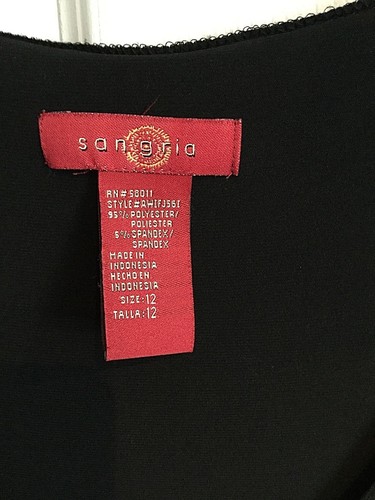 sangria
RN# 58011
STYLE#AWIFJ56E
95% POLYESTER/
POLIESTER
5% SPANDEX/
SPANDEX
MADE IN
INDONESIA
HECHO EN
INDONESIA
SIZE: 12
TALLA: 12